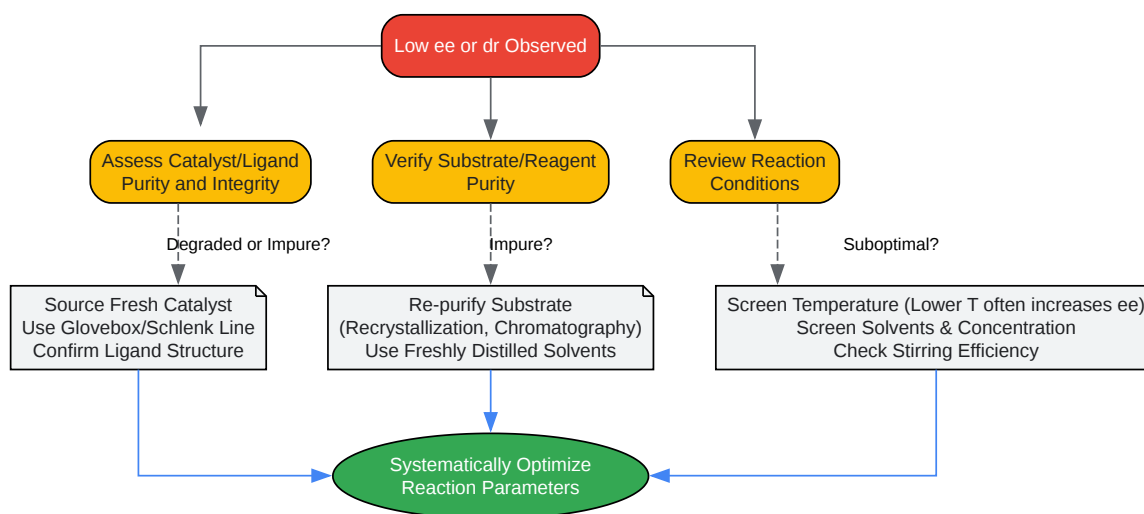 Low ee or dr Observed
Assess Catalyst/Ligand
Purity and Integrity
Verify Substrate/Reagent
Purity
Review Reaction
Conditions
Degraded or Impure?
Impure?
Suboptimal?
Source Fresh Catalyst
Use Glovebox/Schlenk Line
Confirm Ligand Structure
Re-purify Substrate
(Recrystallization, Chromatography)
Use Freshly Distilled Solvents
Screen Temperature (Lower T often increases ee)
Screen Solvents & Concentration
Check Stirring Efficiency
Systematically Optimize
Reaction Parameters